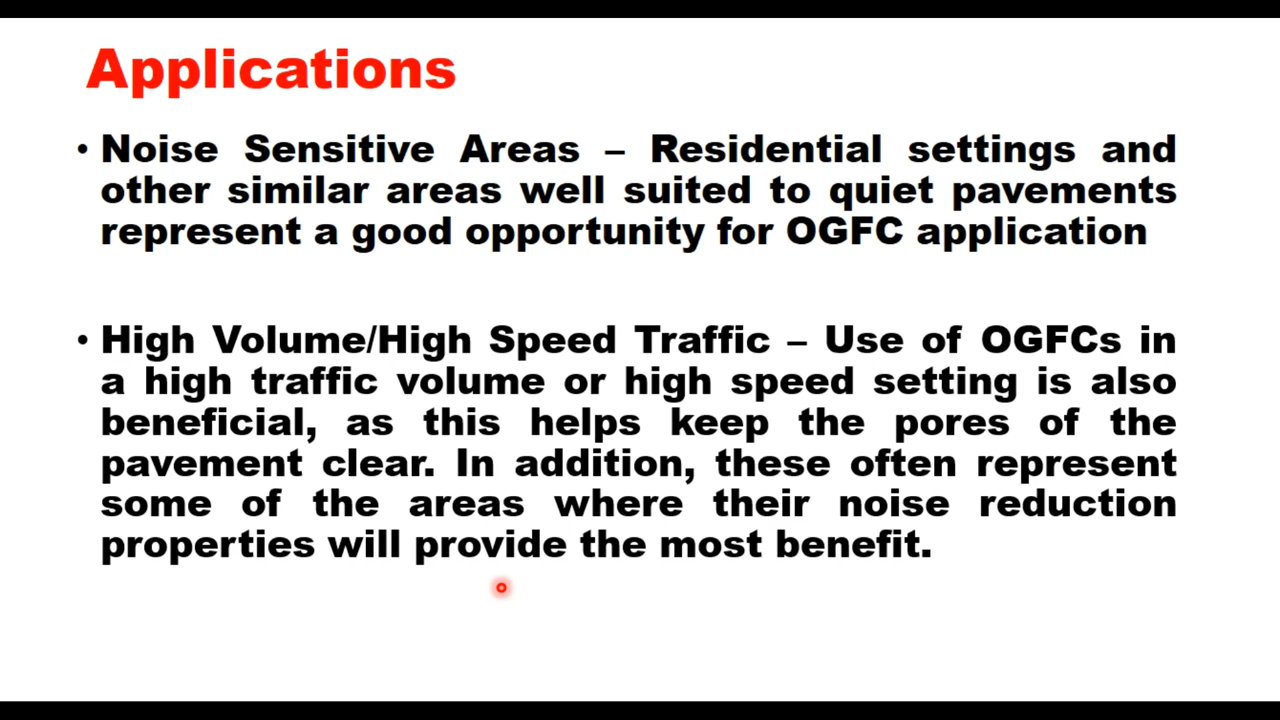 Applications
• Noise Sensitive Areas – Residential settings and
other similar areas well suited to quiet pavements
represent a good opportunity for OGFC application
• High Volume/High Speed Traffic – Use of OGFCs in
a high traffic volume or high speed setting is also
beneficial, as this helps keep the pores of the
pavement clear. In addition, these often represent
some of the areas where their noise reduction
properties will provide the most benefit.